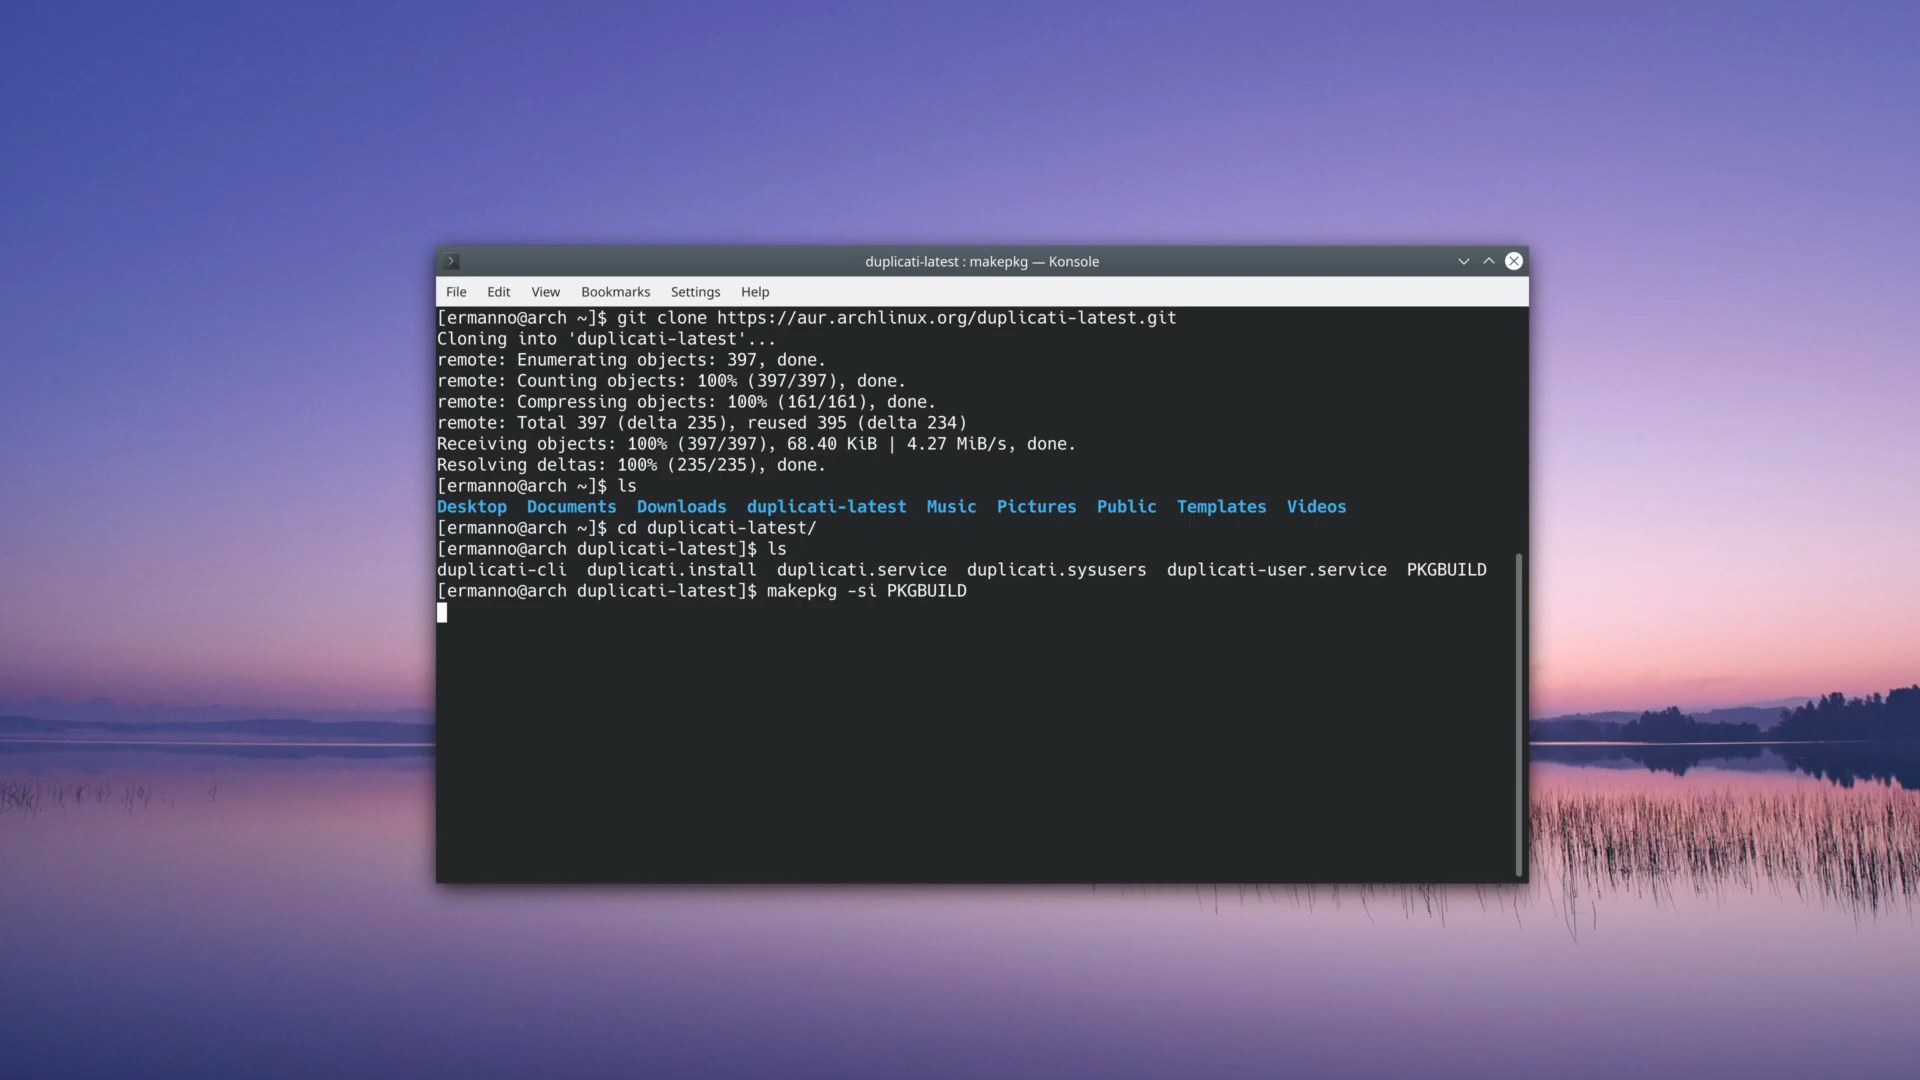 duplicati-latest : makepkg — Konsole
File Edit View Bookmarks Settings Help
[ermanno@arch ~]$ git clone https://aur.archlinux.org/duplicati-latest.git
Cloning into 'duplicati-latest'...
remote: Enumerating objects: 397, done.
remote: Counting objects: 100% (397/397), done.
remote: Compressing objects: 100% (161/161), done.
remote: Total 397 (delta 235), reused 395 (delta 234)
Receiving objects: 100% (397/397), 68.40 KiB | 4.27 MiB/s, done.
Resolving deltas: 100% (235/235), done.
[ermanno@arch ~]$ ls
Desktop Documents Downloads duplicati-latest Music Pictures Public Templates Videos
[ermanno@arch ~]$ cd duplicati-latest/
[ermanno@arch duplicati-latest]$ ls
duplicati-cli duplicati.install duplicati.service duplicati.sysusers duplicati-user.service PKGBUILD
[ermanno@arch duplicati-latest]$ makepkg -si PKGBUILD